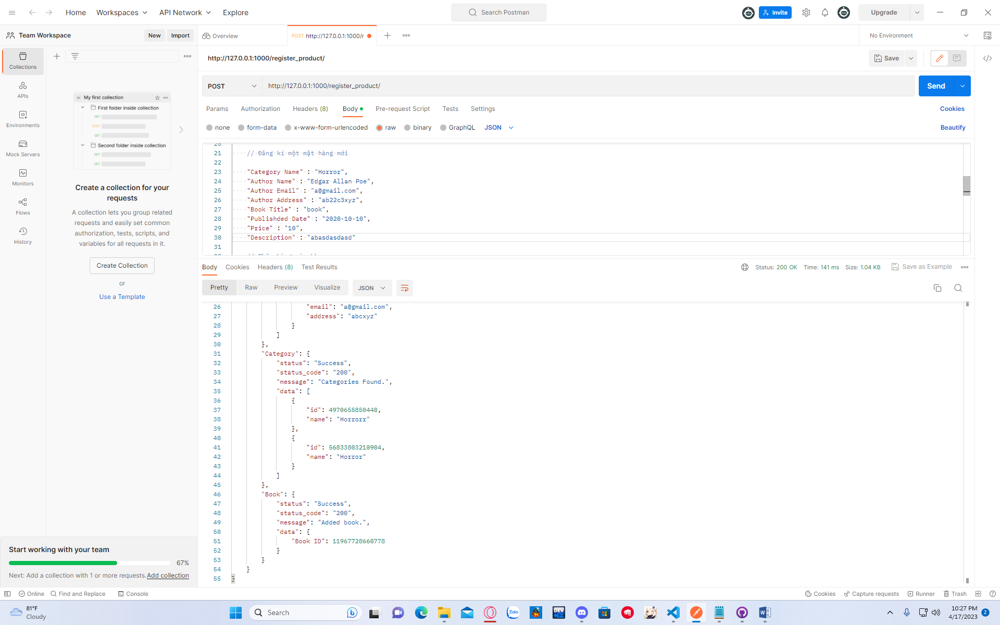 Home
Workspaces
API Network
Explore
Search Postman
Invite
Upgrade
Team Workspace
New
Import
Overview
POST http://127.0.0.1:1000/r
No Environment
Collections
APIs
Environments
Mock Servers
Monitors
Flows
History
My first collection
First folder inside collection
GET
POST
GET
Second folder inside collection
GET
GET
Create a collection for your
requests
A collection lets you group related
requests and easily set common
authorization, tests, scripts, and
variables for all requests in it.
Create Collection
or
Use a Template
Start working with your team
67%
Next: Add a collection with 1 or more requests. Add collection
http://127.0.0.1:1000/register_product/
Save
POST
http://127.0.0.1:1000/register_product/
Send
Params
Authorization
Headers (8)
Body
Pre-request Script
Tests
Settings
Cookies
none
form-data
x-www-form-urlencoded
raw
binary
GraphQL
JSON
Beautify
20
21 // Đăng kí một mặt hàng mới
22
23 "Category Name" : "Horror",
24 "Author Name" : "Edgar Allan Poe",
25 "Author Email" : "a@gmail.com",
26 "Author Address" : "ab22c3xyz",
27 "Book Title" : "book",
28 "Publishded Date" : "2020-10-10",
29 "Price" : "10",
30 "Description" : "abasdasdasd"
31
Body
Cookies
Headers (8)
Test Results
Status: 200 OK
Time: 141 ms
Size: 1.04 KB
Save as Example
Pretty
Raw
Preview
Visualize
JSON
26 "email": "a@gmail.com",
27 "address": "abcxyz"
28 }
29 ]
30 },
31 "Category": {
32 "status": "Success",
33 "status_code": "200",
34 "message": "Categories Found.",
35 "data": [
36 {
37 "id": 4970655850440,
38 "name": "Horrorr"
39 },
40 {
41 "id": 56833803210904,
42 "name": "Horror"
43 }
44 ]
45 },
46 "Book": {
47 "status": "Success",
48 "status_code": "200",
49 "message": "Added book.",
50 "data": {
51 "Book ID": 11967728660778
52 }
53 }
54 }
55 }
Online
Find and Replace
Console
Cookies
Capture requests
Runner
Trash
81°F
Cloudy
Search
Zalo
DEV
10:27 PM
4/17/2023
2